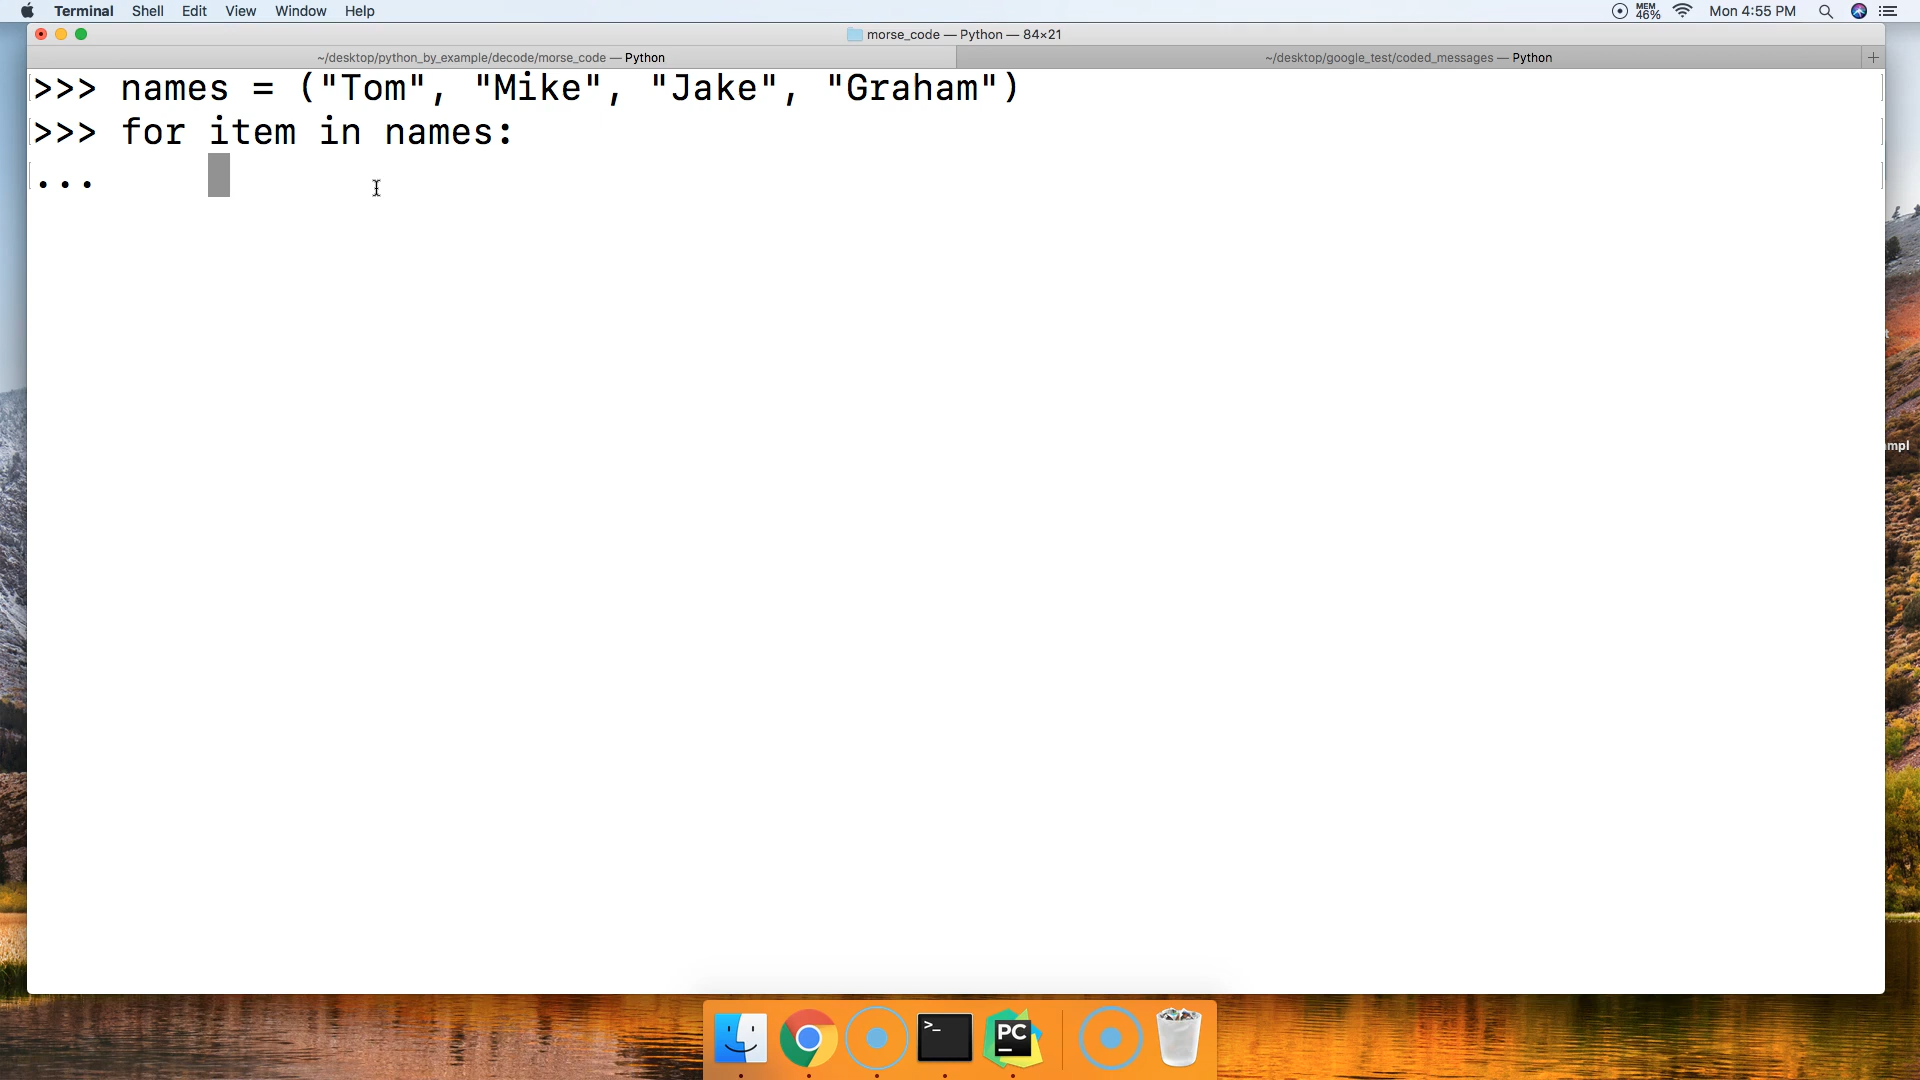 Terminal Shell Edit View Window Help
MEM
46%
Mon 4:55 PM
morse_code — Python — 84×21
~/desktop/python_by_example/decode/morse_code — Python
~/desktop/google_test/coded_messages — Python
>>> names = ("Tom", "Mike", "Jake", "Graham")
>>> for item in names:
...
mpl
>_
PC